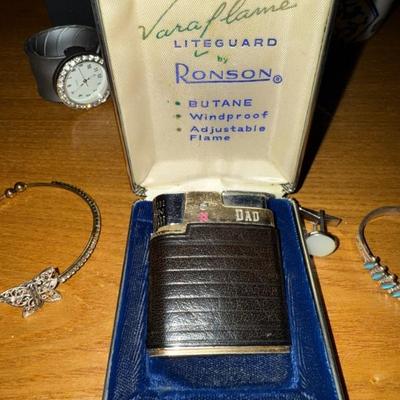 Varaflame
LITEGUARD
by
RONSON®
• BUTANE
• Windproof
• Adjustable
Flame
DAD